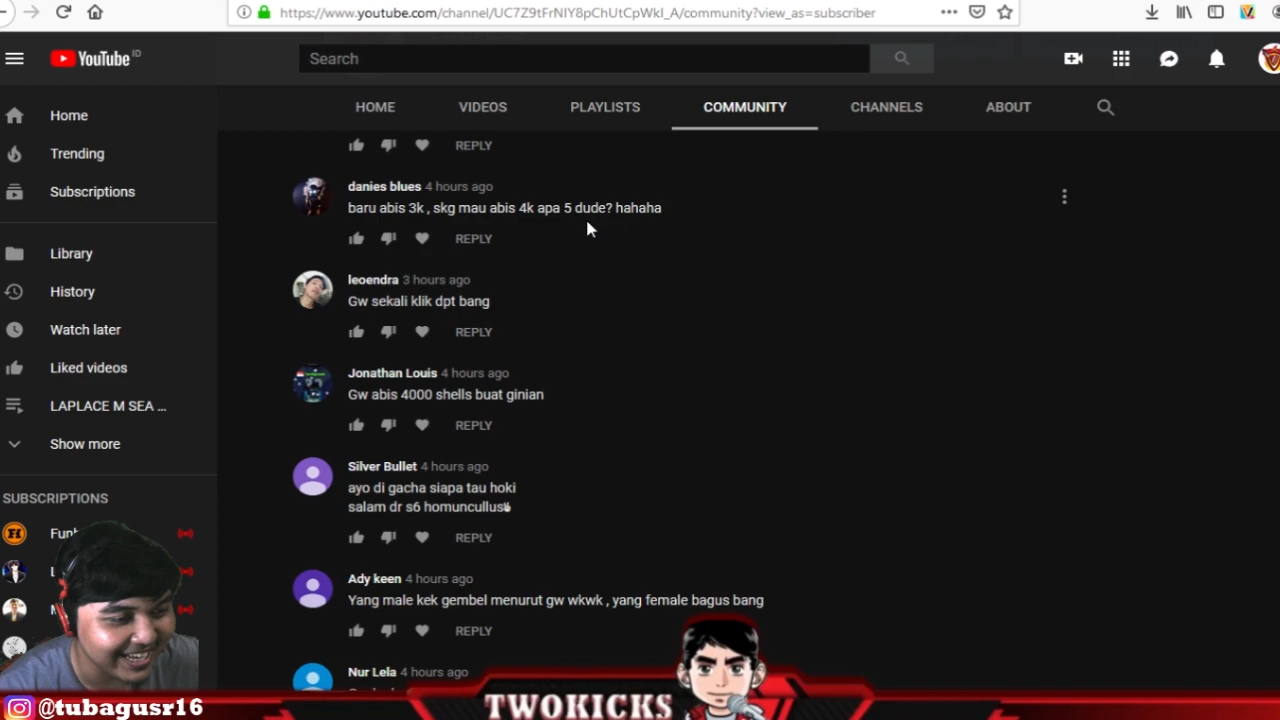 https://www.youtube.com/channel/UC7Z9tFrNIY8pChUtCpWkI_A/community?view_as=subscriber
YouTube ID
Search
HOME VIDEOS PLAYLISTS COMMUNITY CHANNELS ABOUT
Home
Trending
Subscriptions
Library
History
Watch later
Liked videos
LAPLACE M SEA ...
Show more
SUBSCRIPTIONS
REPLY
danies blues 4 hours ago
baru abis 3k , skg mau abis 4k apa 5 dude? hahaha
REPLY
leoendra 3 hours ago
Gw sekali klik dpt bang
REPLY
Jonathan Louis 4 hours ago
Gw abis 4000 shells buat ginian
REPLY
Silver Bullet 4 hours ago
ayo di gacha siapa tau hoki
salam dr s6 homuncullus
REPLY
Ady keen 4 hours ago
Yang male kek gembel menurut gw wkwk , yang female bagus bang
REPLY
Nur Lela 4 hours ago
@tubagusr16
TWOKICKS